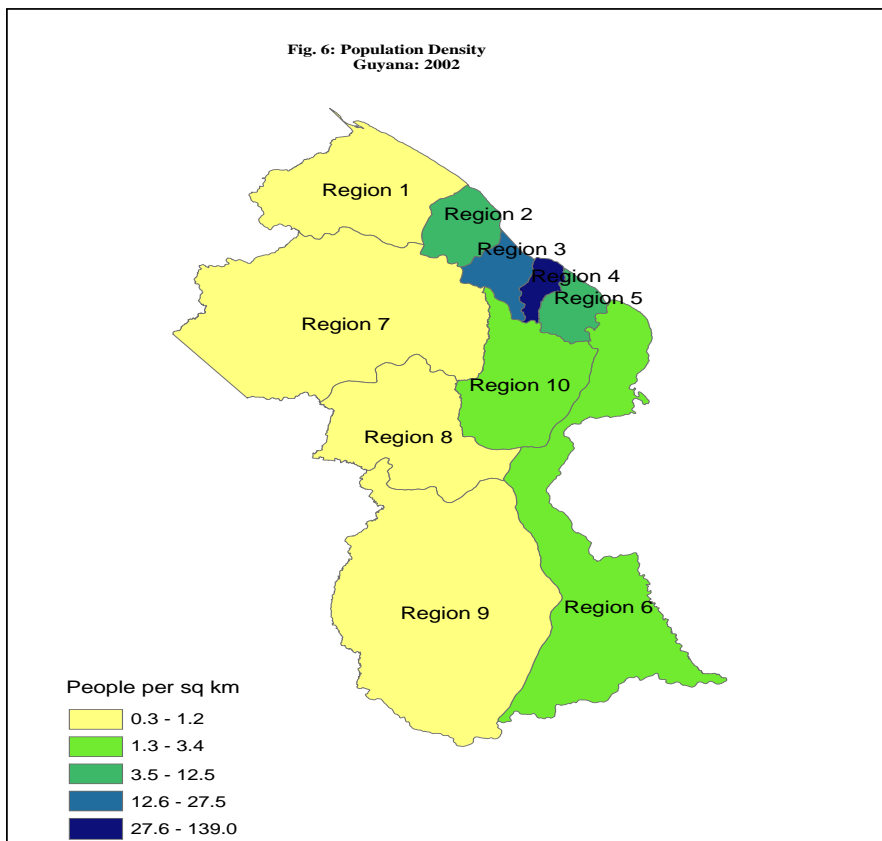 Fig. 6: Population Density
Guyana: 2002
Region 1
Region 2
Region 3
Region 4
Region 5
Region 7
Region 10
Region 8
Region 9
Region 6
People per sq km
0.3 - 1.2
1.3 - 3.4
3.5 - 12.5
12.6 - 27.5
27.6 - 139.0